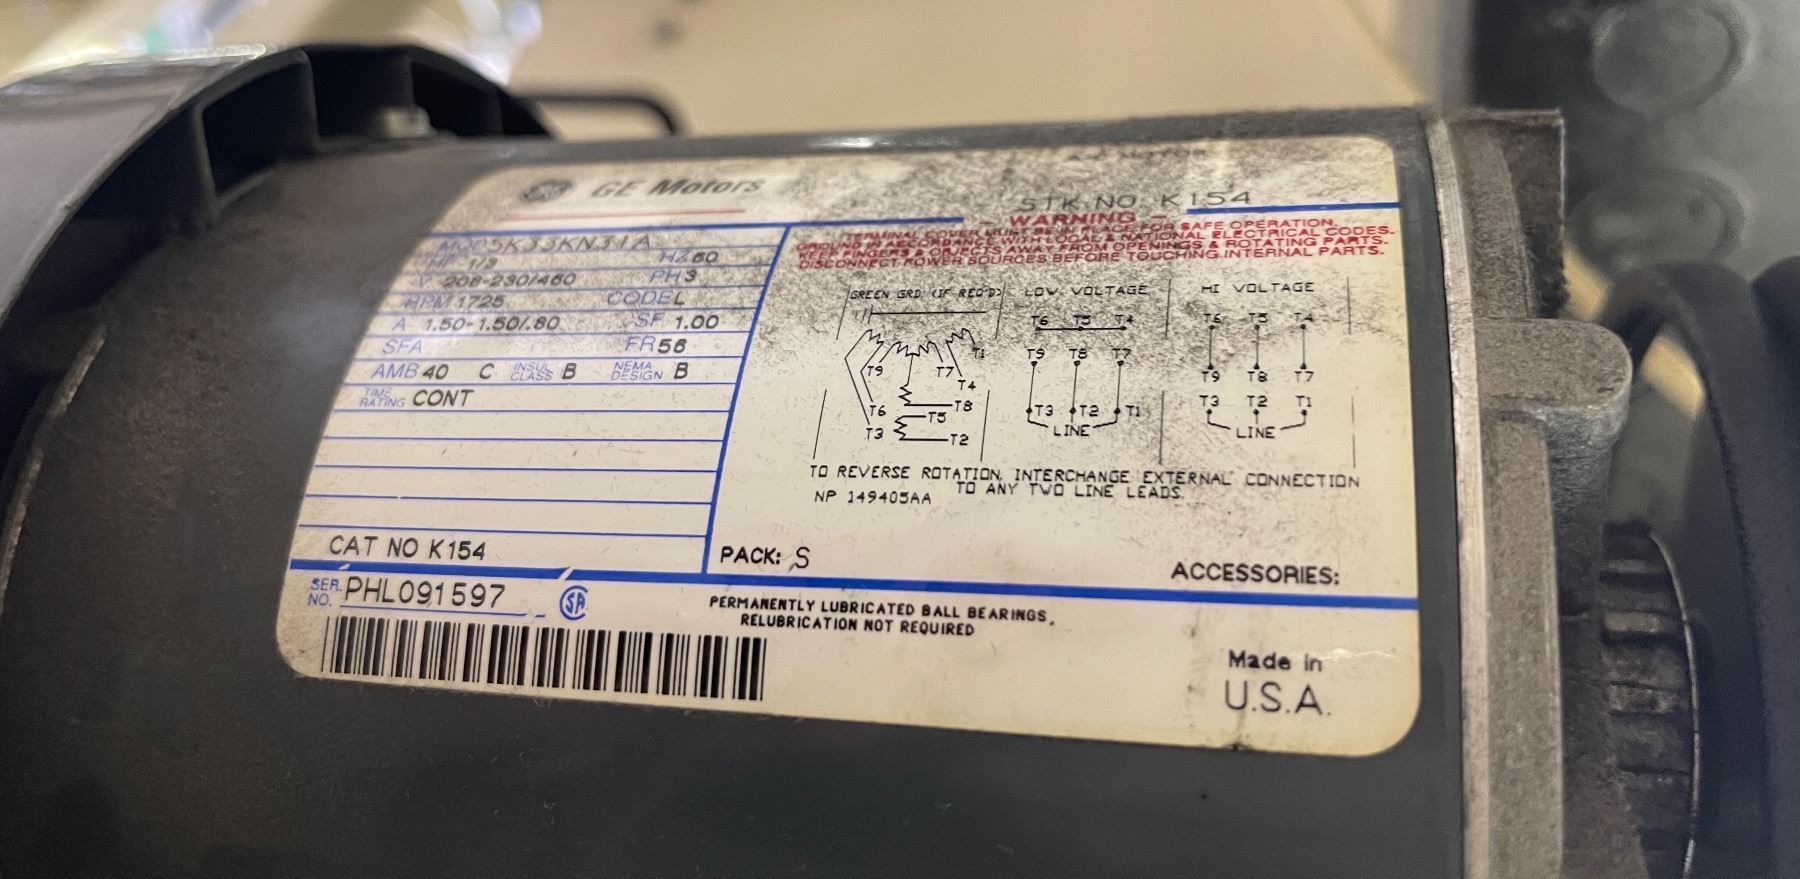 GE Motors
STK.NO K154
MOD 5K33KN31A
HP 1/3 HZ 60
V 208-230/460 PH 3
RPM 1725 CODE L
A 1.50-1.50/.80 SF 1.00
SFA FR 56
AMB 40 C INSUL CLASS B NEMA DESIGN B
TIME RATING CONT
CAT NO K154
SER. NO. PHL091597
- WARNING -
TERMINAL COVER MUST BE IN PLACE FOR SAFE OPERATION.
GROUND IN ACCORDANCE WITH LOCAL & NATIONAL ELECTRICAL CODES.
KEEP FINGERS & OBJECTS AWAY FROM OPENINGS & ROTATING PARTS.
DISCONNECT POWER SOURCES BEFORE TOUCHING INTERNAL PARTS.
GREEN GRD (IF REQ'D)
T1
T9 T7
T4
T6 T8
T5
T3 T2
LOW VOLTAGE
T6 T5 T4
T9 T8 T7
T3 T2 T1
LINE
HI VOLTAGE
T6 T5 T4
T9 T8 T7
T3 T2 T1
LINE
TO REVERSE ROTATION, INTERCHANGE EXTERNAL CONNECTION
TO ANY TWO LINE LEADS.
NP 149405AA
PACK: S
ACCESSORIES:
PERMANENTLY LUBRICATED BALL BEARINGS,
RELUBRICATION NOT REQUIRED
Made in
U.S.A.